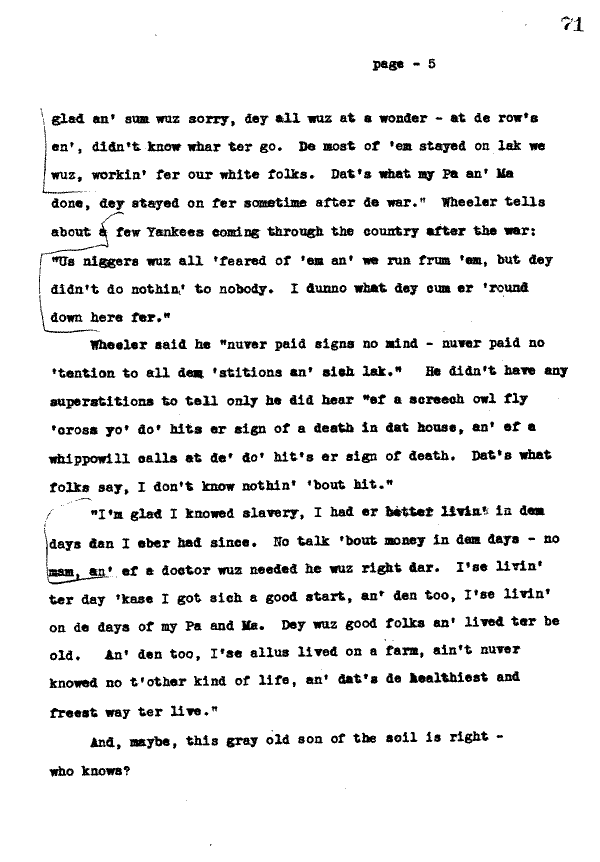 71
page - 5
glad an' sum wuz sorry, dey all wuz at a wonder - at de row's
en', didn't know whar ter go. De most of 'em stayed on lak we
wuz, workin' fer our white folks. Dat's what my Pa an' Ma
done, dey stayed on fer sometime after de war." Wheeler tells
about a few Yankees coming through the country after the war:
"Us niggers wuz all 'feared of 'em an' we run frum 'em, but dey
didn't do nothin' to nobody. I dunno what dey cum er 'round
down here fer."
Wheeler said he "nuver paid signs no mind - nuver paid no
'tention to all dem 'stitions an' sich lak." He didn't have any
superstitions to tell only he did hear "ef a screech owl fly
'cross yo' do' hits er sign of a death in dat house, an' ef a
whippowill calls at de' do' hit's er sign of death. Dat's what
folks say, I don't know nothin' 'bout hit."
"I'm glad I knowed slavery, I had er better livin' in dem
days dan I eber had since. No talk 'bout money in dem days - no
mam, an' ef a doctor wuz needed he wuz right dar. I'se livin'
ter day 'kase I got sich a good start, an' den too, I'se livin'
on de days of my Pa and Ma. Dey wuz good folks an' lived ter be
old. An' den too, I'se allus lived on a farm, ain't nuver
knowed no t'other kind of life, an' dat's de healthiest and
freest way ter live."
And, maybe, this gray old son of the soil is right -
who knows?